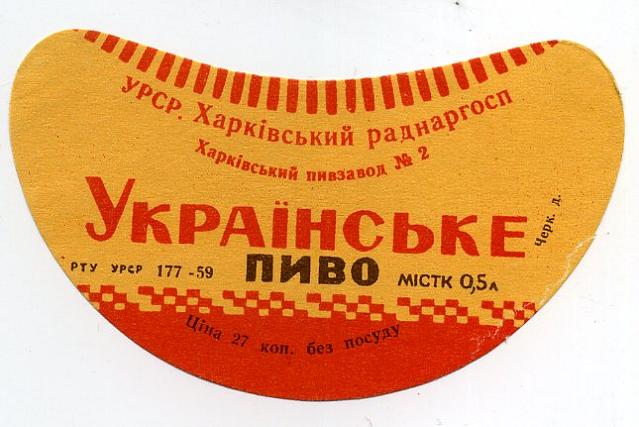 УРСР. Харківський раднаргосп
Харківський пивзавод № 2
УКРАЇНСЬКЕ
ПИВО
РТУ УРСР 177-59
МІСТК 0,5л
Черк. д.
Ціна 27 коп. без посуду